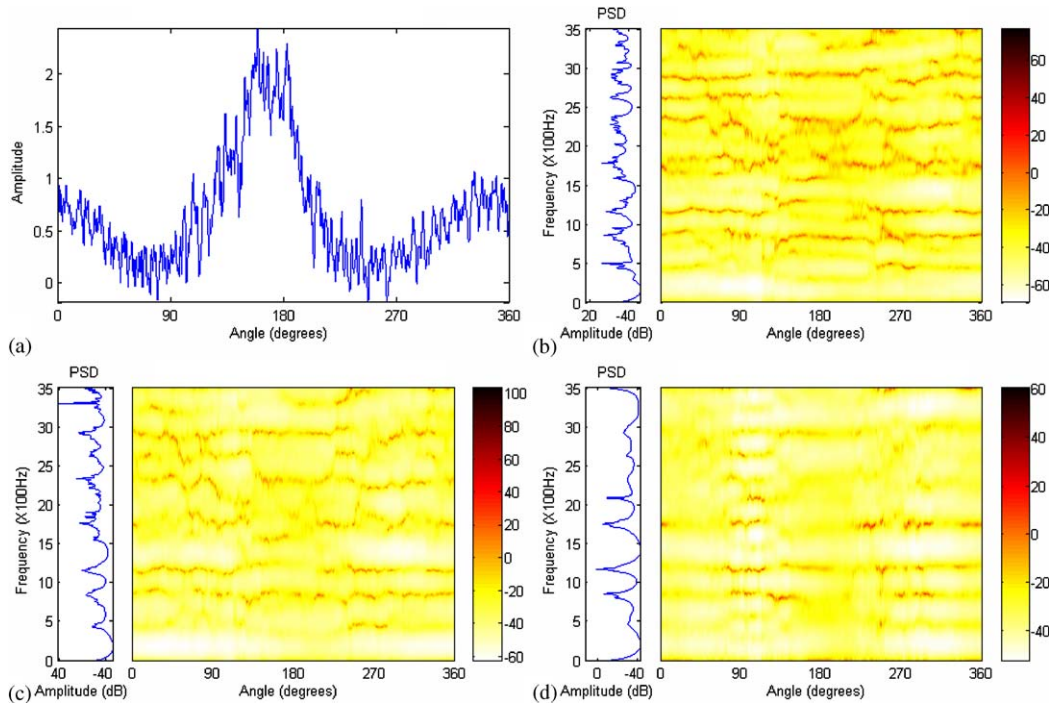 2
1.5
1
0.5
0
Amplitude
0 90 180 270 360
Angle (degrees)
(a)
PSD
35
30
25
20
15
10
5
0
Frequency (X100Hz)
20 -40
Amplitude (dB)
0 90 180 270 360
Angle (degrees)
60
40
20
0
-20
-40
-60
(b)
PSD
35
30
25
20
15
10
5
0
Frequency (X100Hz)
40 -40
Amplitude (dB)
0 90 180 270 360
Angle (degrees)
100
80
60
40
20
0
-20
-40
-60
(c)
PSD
35
30
25
20
15
10
5
0
Frequency (X100Hz)
0 -40
Amplitude (dB)
0 90 180 270 360
Angle (degrees)
60
40
20
0
-20
-40
(d)